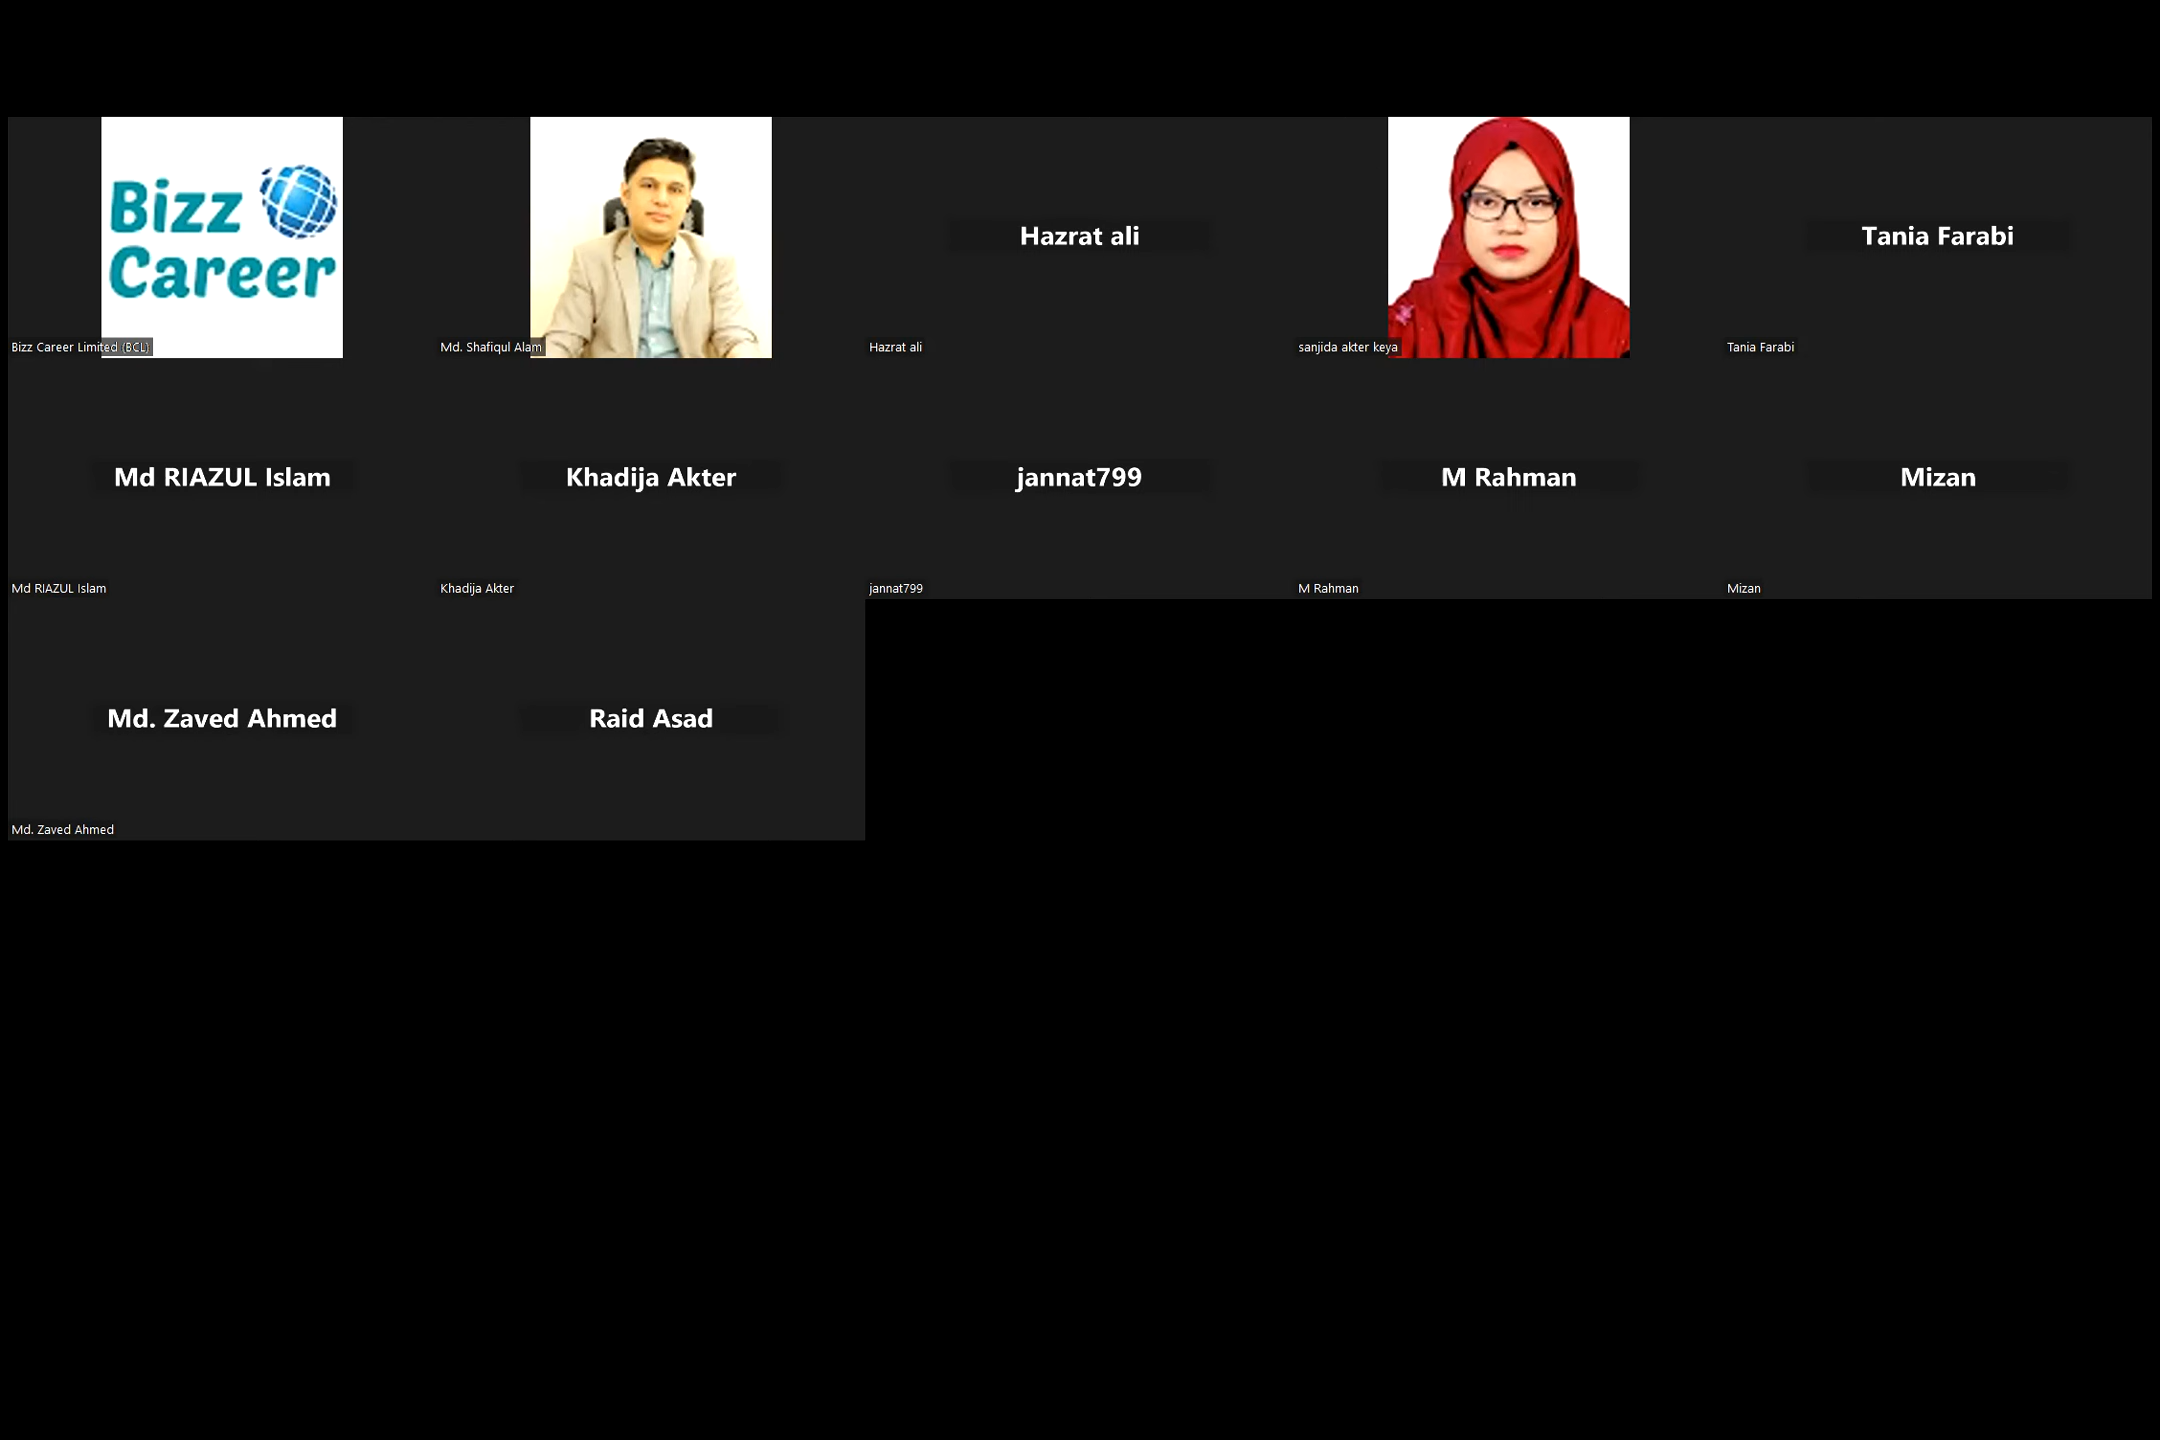 Bizz
Career
Bizz Career Limited (BCL)
Md. Shafiqul Alam
Hazrat ali
Hazrat ali
sanjida akter keya
Tania Farabi
Tania Farabi
Md RIAZUL Islam
Md RIAZUL Islam
Khadija Akter
Khadija Akter
jannat799
jannat799
M Rahman
M Rahman
Mizan
Mizan
Md. Zaved Ahmed
Md. Zaved Ahmed
Raid Asad